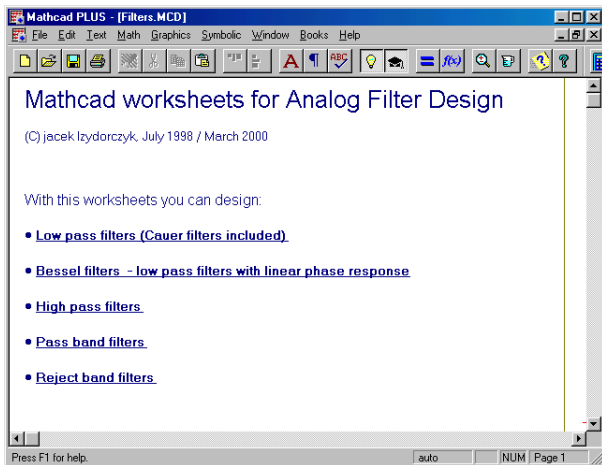 Mathcad PLUS - [Filters.MCD]
File Edit Text Math Graphics Symbolic Window Books Help
Mathcad worksheets for Analog Filter Design
(C) jacek Izydorczyk, July 1998 / March 2000
With this worksheets you can design:
• Low pass filters (Cauer filters included)
• Bessel filters - low pass filters with linear phase response
• High pass filters
• Pass band filters
• Reject band filters
Press F1 for help. auto NUM Page 1